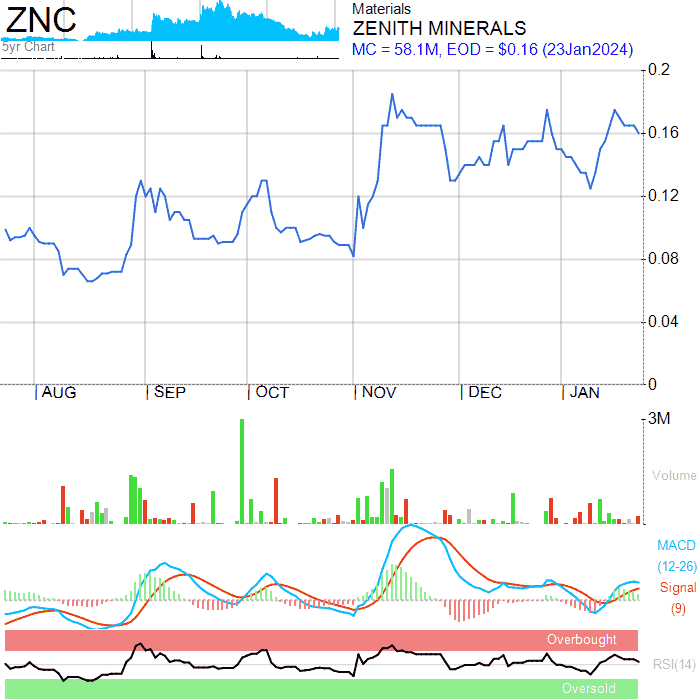 ZNC
5yr Chart
Materials
ZENITH MINERALS
MC = 58.1M, EOD = $0.16 (23Jan2024)
0.2
0.16
0.12
0.08
0.04
0
AUG SEP OCT NOV DEC JAN
3M
Volume
MACD
(12-26)
Signal
(9)
Overbought
RSI(14)
Oversold